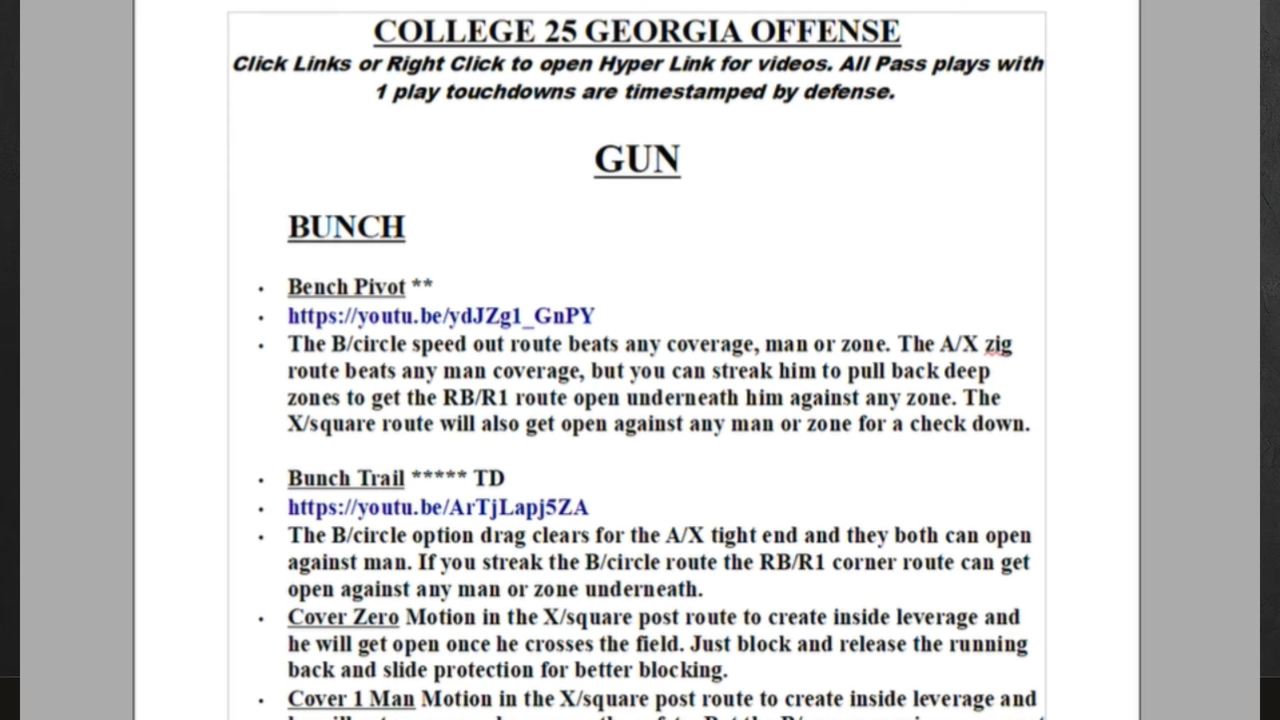 COLLEGE 25 GEORGIA OFFENSE
Click Links or Right Click to open Hyper Link for videos. All Pass plays with
1 play touchdowns are timestamped by defense.
GUN
BUNCH
• Bench Pivot **
• https://youtu.be/ydJZg1_GnPY
• The B/circle speed out route beats any coverage, man or zone. The A/X zig
route beats any man coverage, but you can streak him to pull back deep
zones to get the RB/R1 route open underneath him against any zone. The
X/square route will also get open against any man or zone for a check down.
• Bunch Trail ***** TD
• https://youtu.be/ArTjLapj5ZA
• The B/circle option drag clears for the A/X tight end and they both can open
against man. If you streak the B/circle route the RB/R1 corner route can get
open against any man or zone underneath.
• Cover Zero Motion in the X/square post route to create inside leverage and
he will get open once he crosses the field. Just block and release the running
back and slide protection for better blocking.
• Cover 1 Man Motion in the X/square post route to create inside leverage and